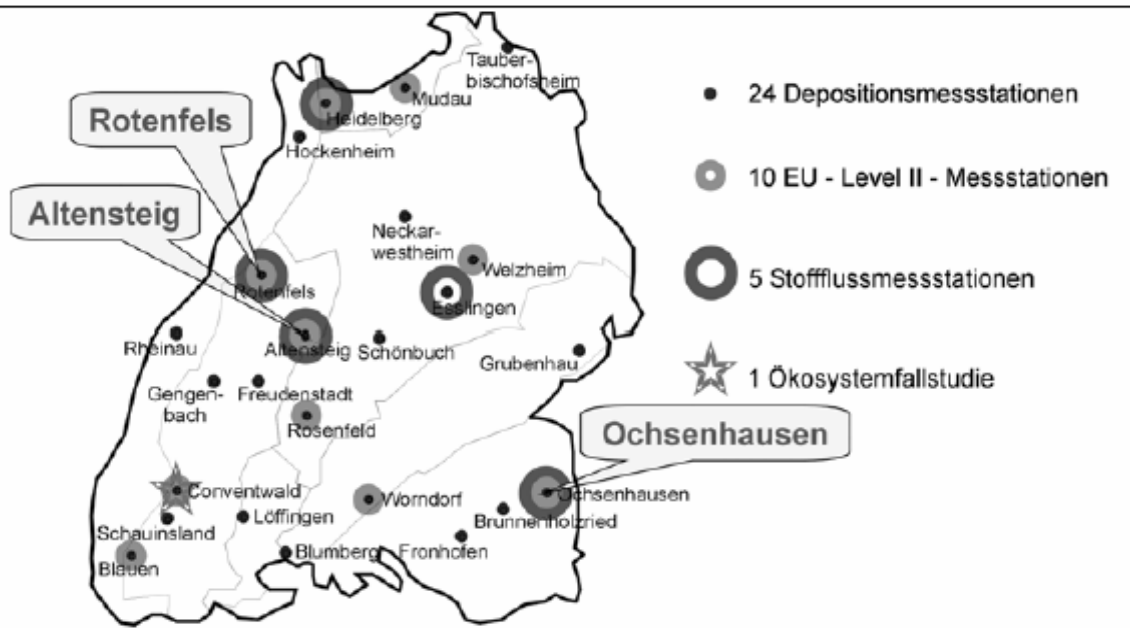 Tauber-
bischofsheim
Mudau
Heidelberg
Hockenheim
Rotenfels
Altensteig
Neckar-
westheim
Welzheim
Esslingen
Rotenfels
Altensteig
Schönbuch
Rheinau
Grubenhau
Gengen-
bach
Freudenstadt
Rosenfeld
Ochsenhausen
Conventwald
Worndorf
Ochsenhausen
Schauinsland
Löffingen
Brunnenholzried
Blauen
Blumberg
Fronhofen
24 Depositionsmessstationen
10 EU - Level II - Messstationen
5 Stoffflussmessstationen
1 Ökosystemfallstudie